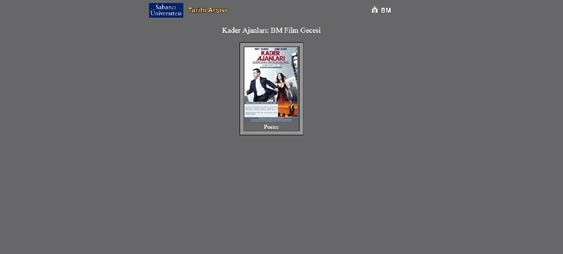 Sabancı
Üniversitesi
Tarihi Arşivi
BM
Kader Ajanları: BM Film Gecesi
KADER
AJANLARI
Poster